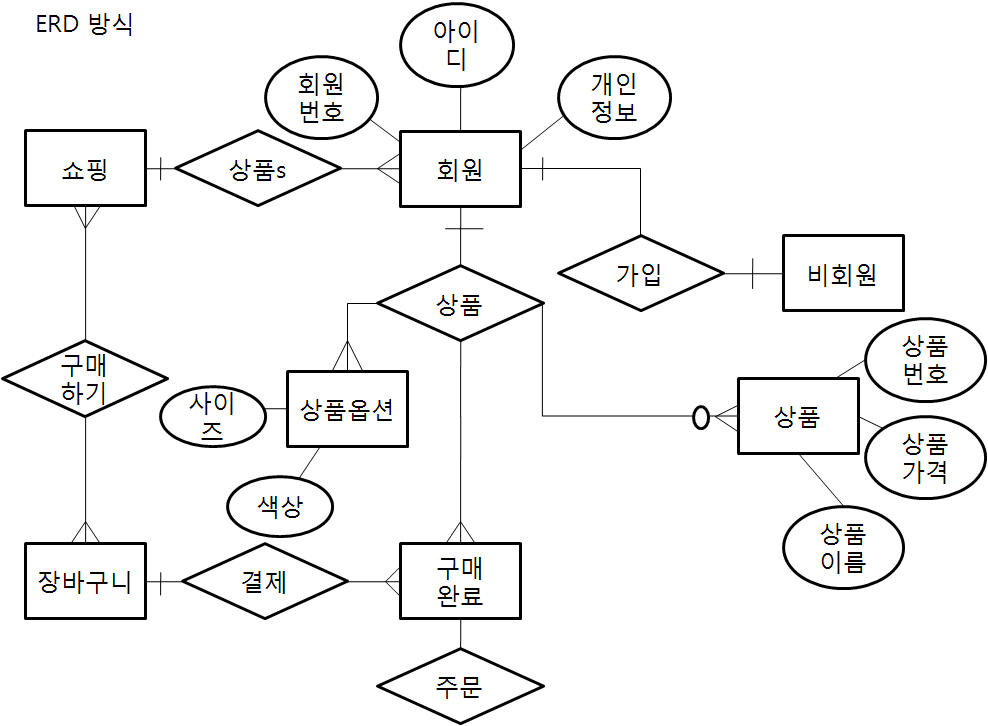 ERD 방식
아이
디
회원
번호
개인
정보
쇼핑
상품s
회원
가입
비회원
상품
구매
하기
사이
즈
상품옵션
색상
상품
번호
상품
상품
가격
상품
이름
장바구니
결제
구매
완료
주문